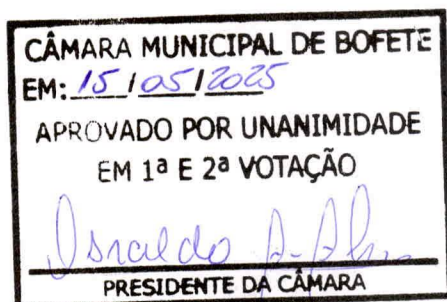 CÂMARA MUNICIPAL DE BOFETE
EM: 15 / 05 / 2025
APROVADO POR UNANIMIDADE
EM 1ª E 2ª VOTAÇÃO
PRESIDENTE DA CÂMARA